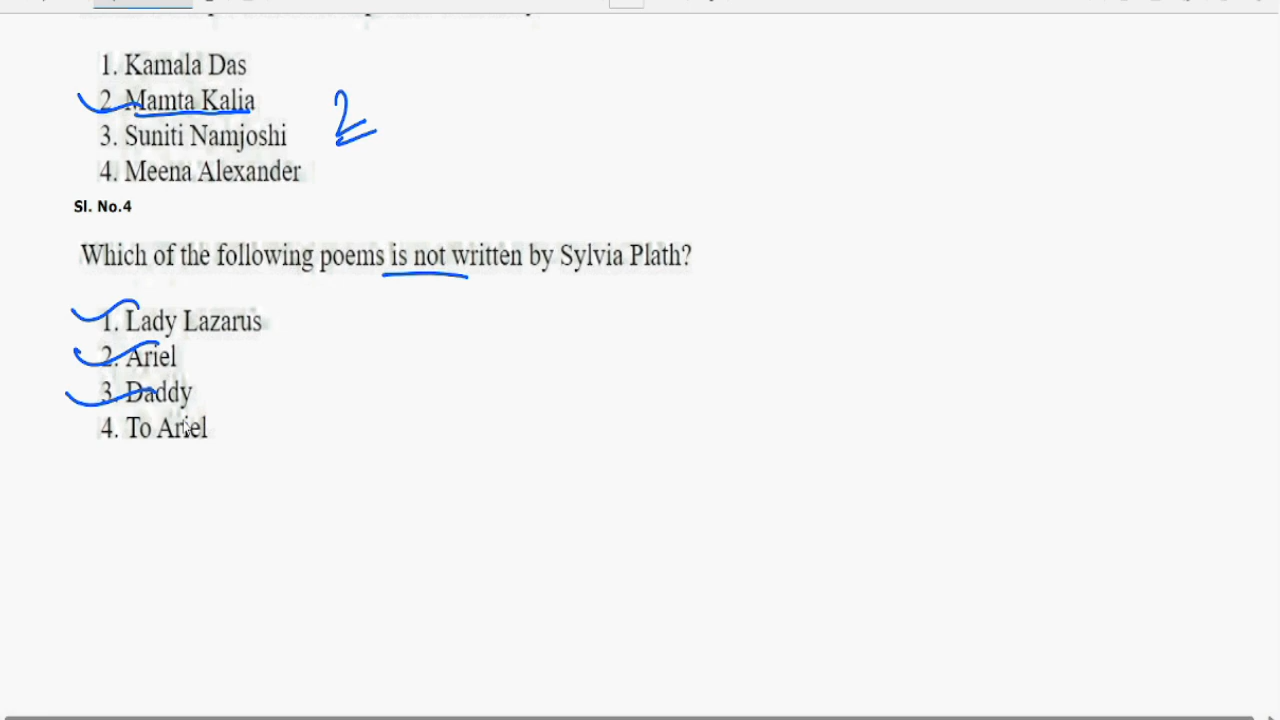 1. Kamala Das
2. Mamta Kalia
2
3. Suniti Namjoshi
4. Meena Alexander
Sl. No.4
Which of the following poems is not written by Sylvia Plath?
1. Lady Lazarus
2. Ariel
3. Daddy
4. To Ariel